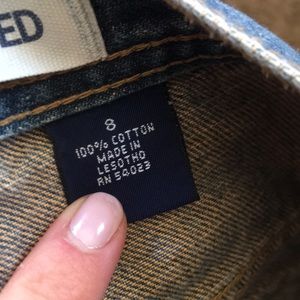 ED
8
100% COTTON
MADE IN
LESOTHO
RN 54023